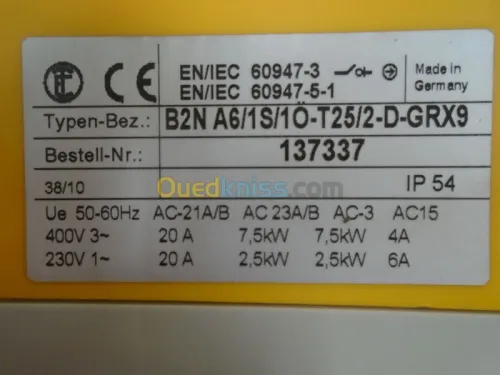 CE EN/IEC 60947-3 Made in
EN/IEC 60947-5-1 Germany
Typen-Bez.: B2N A6/1S/1Ö-T25/2-D-GRX9
Bestell-Nr.: 137337
38/10 IP 54
Ouedkniss.com
Ue 50-60Hz AC-21A/B AC 23A/B AC-3 AC15
400V 3~ 20 A 7,5kW 7,5kW 4A
230V 1~ 20 A 2,5kW 2,5kW 6A